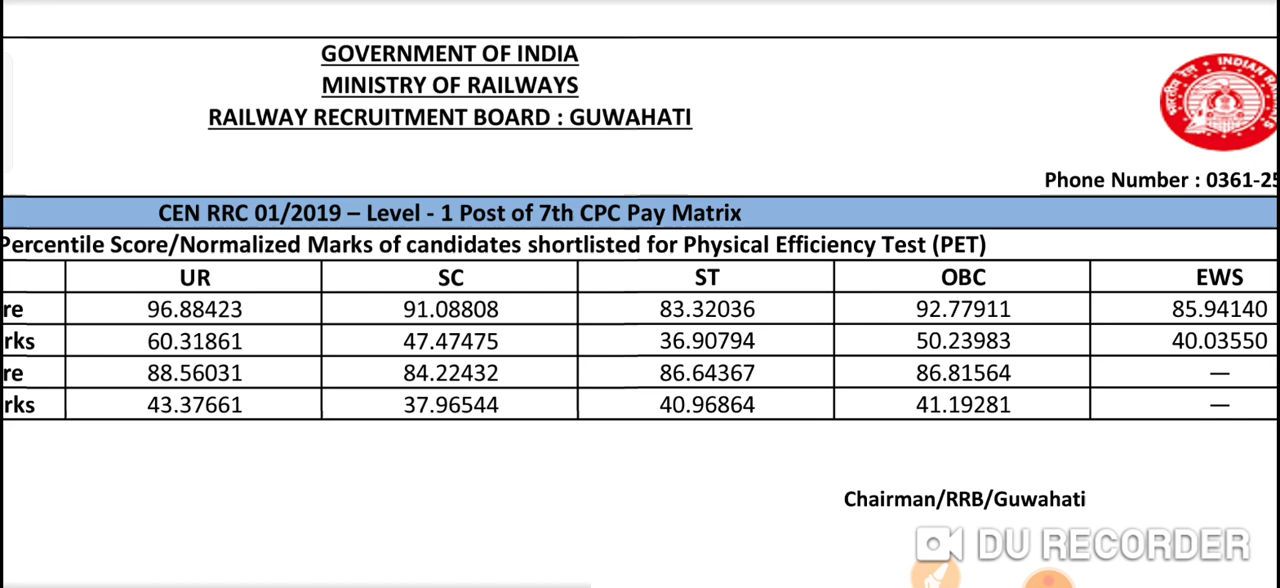 GOVERNMENT OF INDIA
MINISTRY OF RAILWAYS
RAILWAY RECRUITMENT BOARD : GUWAHATI
Phone Number : 0361-25
CEN RRC 01/2019 – Level - 1 Post of 7th CPC Pay Matrix
Percentile Score/Normalized Marks of candidates shortlisted for Physical Efficiency Test (PET)
UR SC ST OBC EWS
re 96.88423 91.08808 83.32036 92.77911 85.94140
rks 60.31861 47.47475 36.90794 50.23983 40.03550
re 88.56031 84.22432 86.64367 86.81564 —
rks 43.37661 37.96544 40.96864 41.19281 —
Chairman/RRB/Guwahati
DU RECORDER